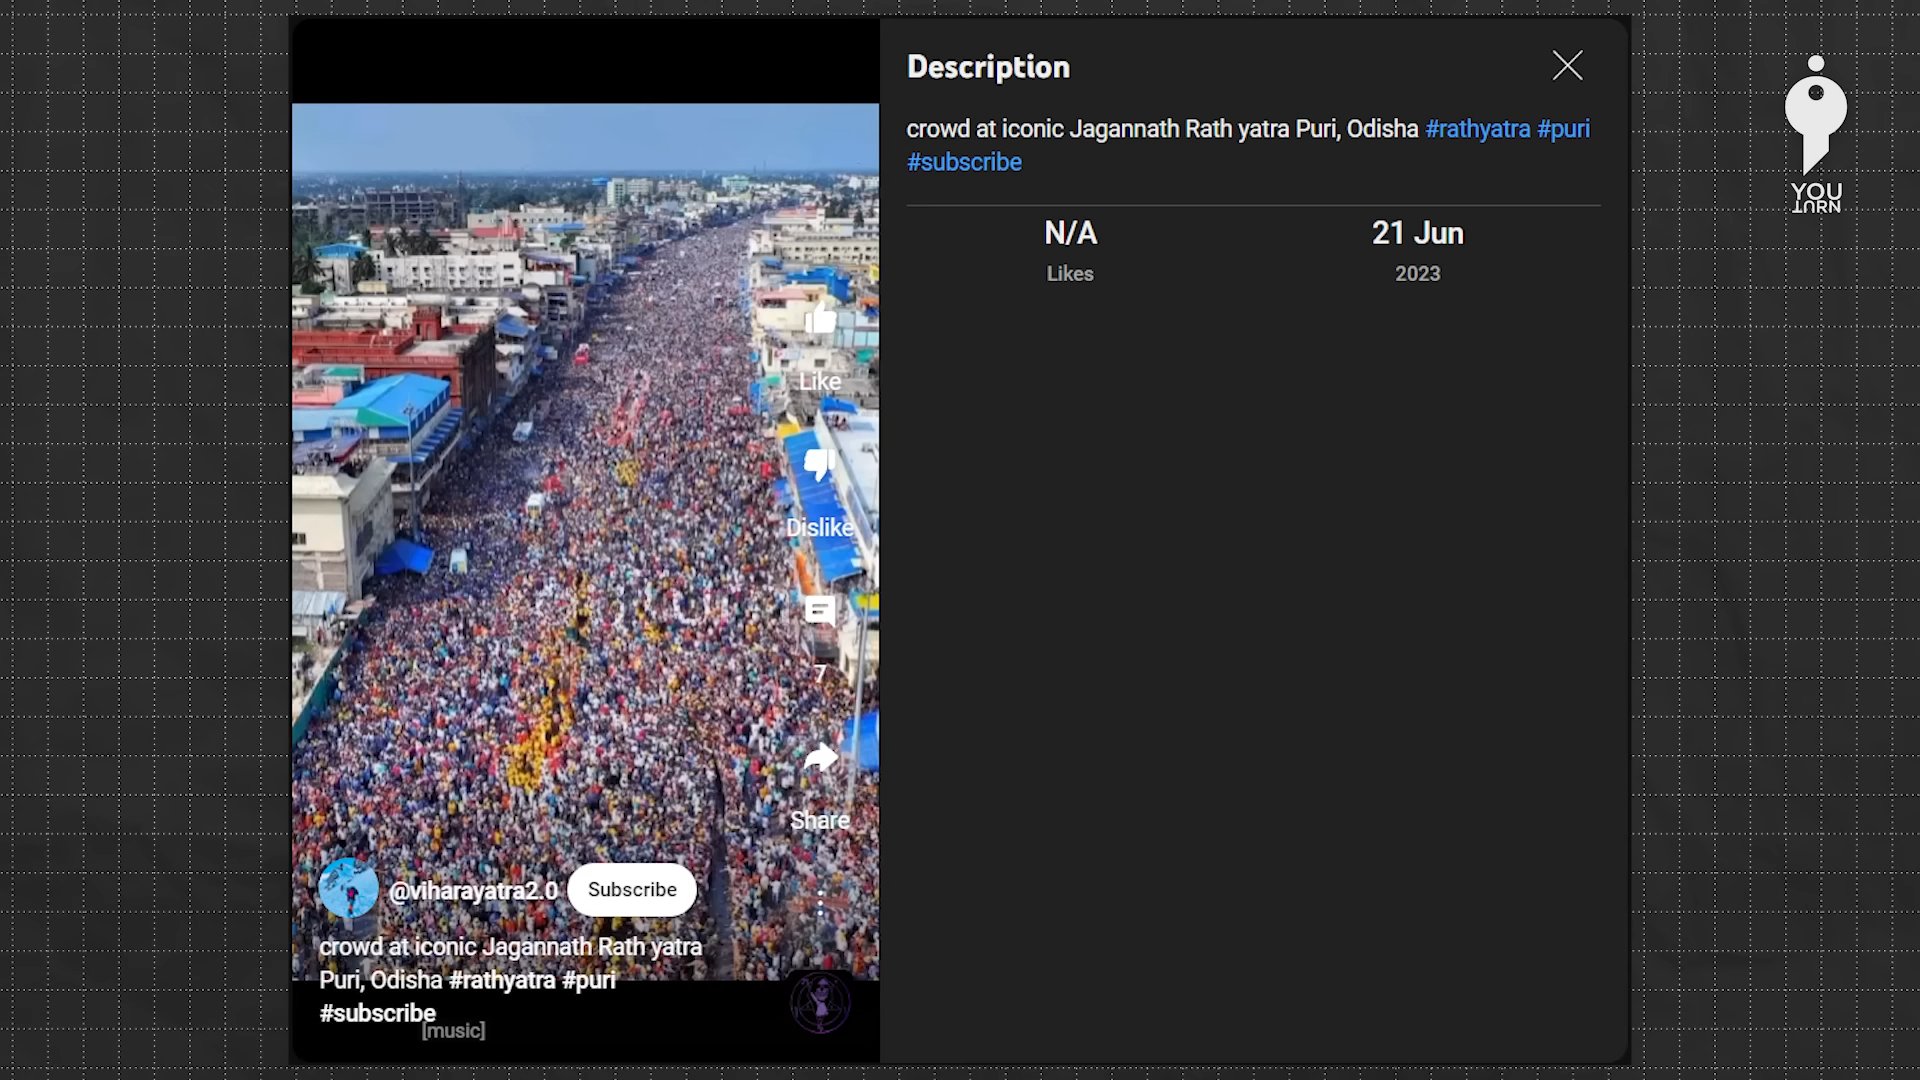 Description
crowd at iconic Jagannath Rath yatra Puri, Odisha #rathyatra #puri
#subscribe
N/A
Likes
21 Jun
2023
YOU
TURN
Like
Dislike
7
Share
@viharayatra2.0
Subscribe
crowd at iconic Jagannath Rath yatra
Puri, Odisha #rathyatra #puri
#subscribe
[music]